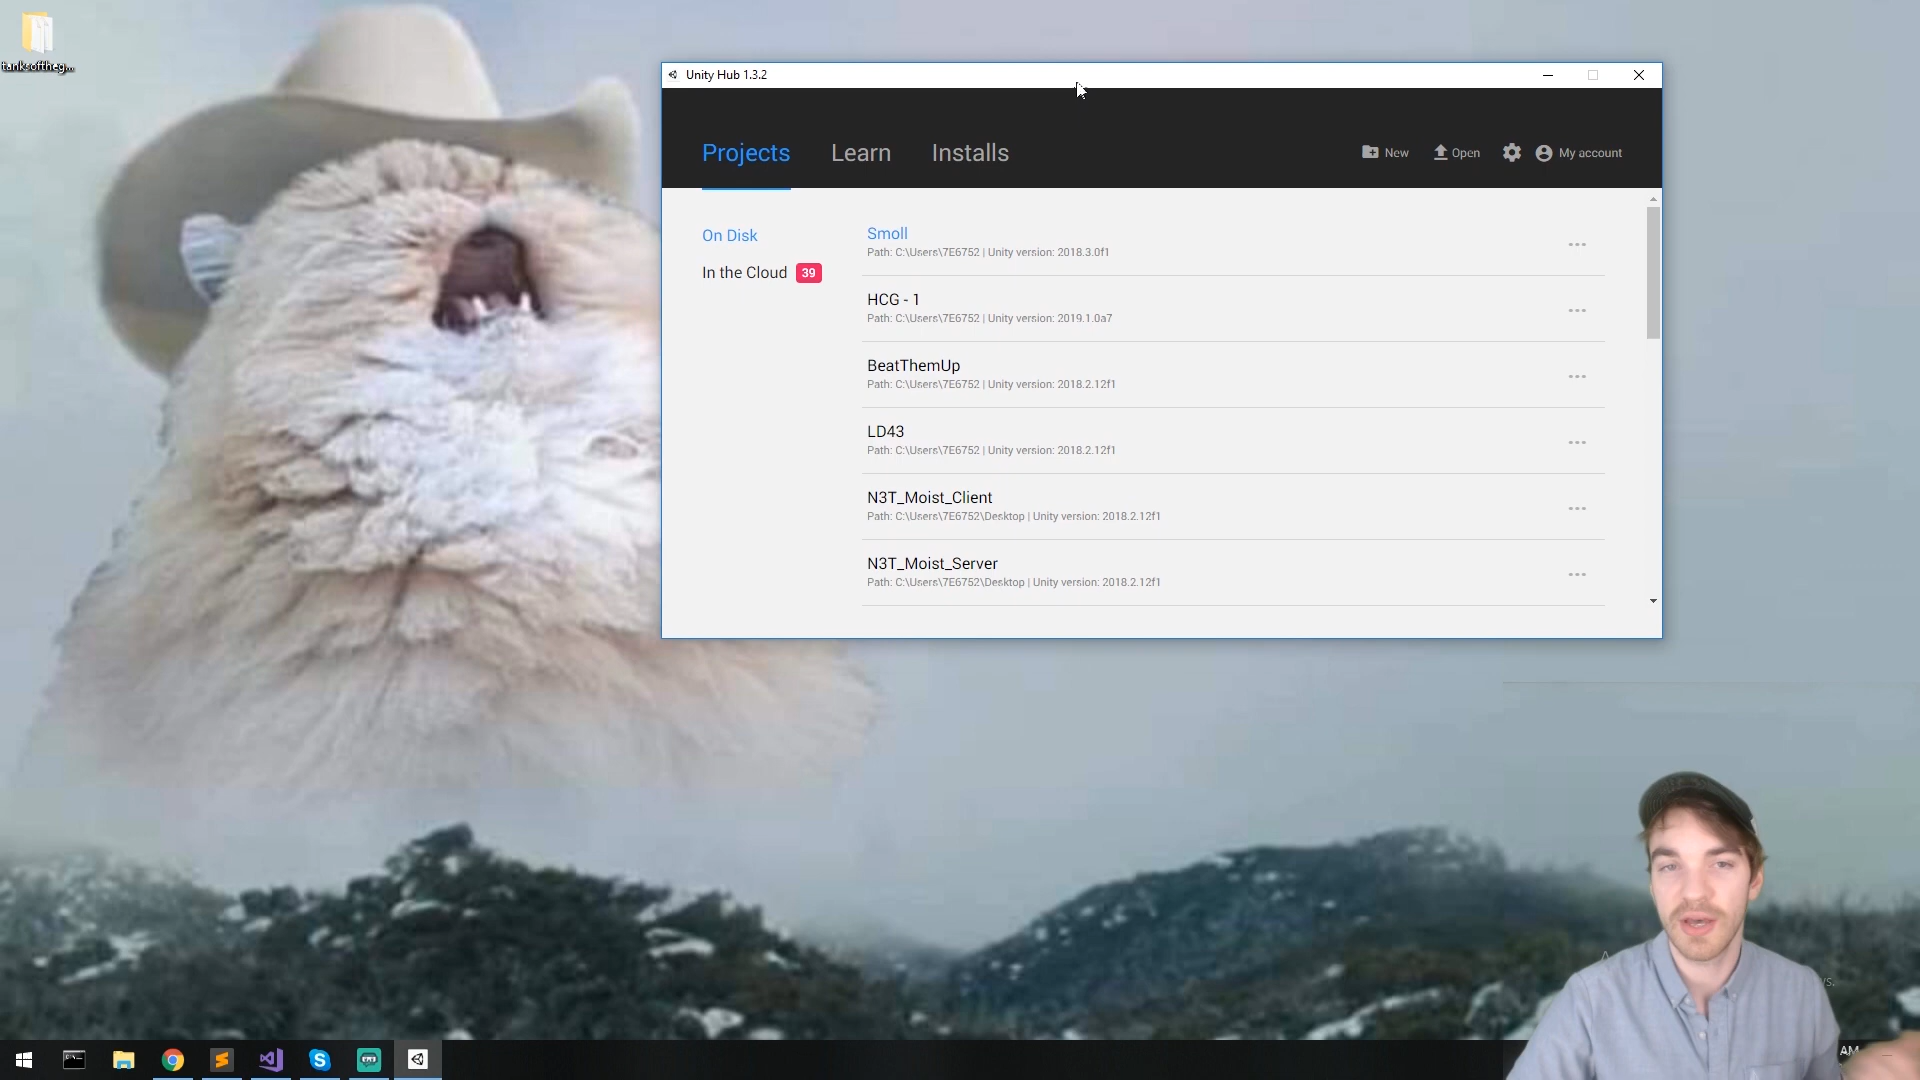 Unity Hub 1.3.2
Projects
Learn
Installs
New
Open
My account
On Disk
In the Cloud 39
Smoll
Path: C:\Users\7E6752 | Unity version: 2018.3.0f1
HCG - 1
Path: C:\Users\7E6752 | Unity version: 2019.1.0a7
BeatThemUp
Path: C:\Users\7E6752 | Unity version: 2018.2.12f1
LD43
Path: C:\Users\7E6752 | Unity version: 2018.2.12f1
N3T_Moist_Client
Path: C:\Users\7E6752\Desktop | Unity version: 2018.2.12f1
N3T_Moist_Server
Path: C:\Users\7E6752\Desktop | Unity version: 2018.2.12f1
AM